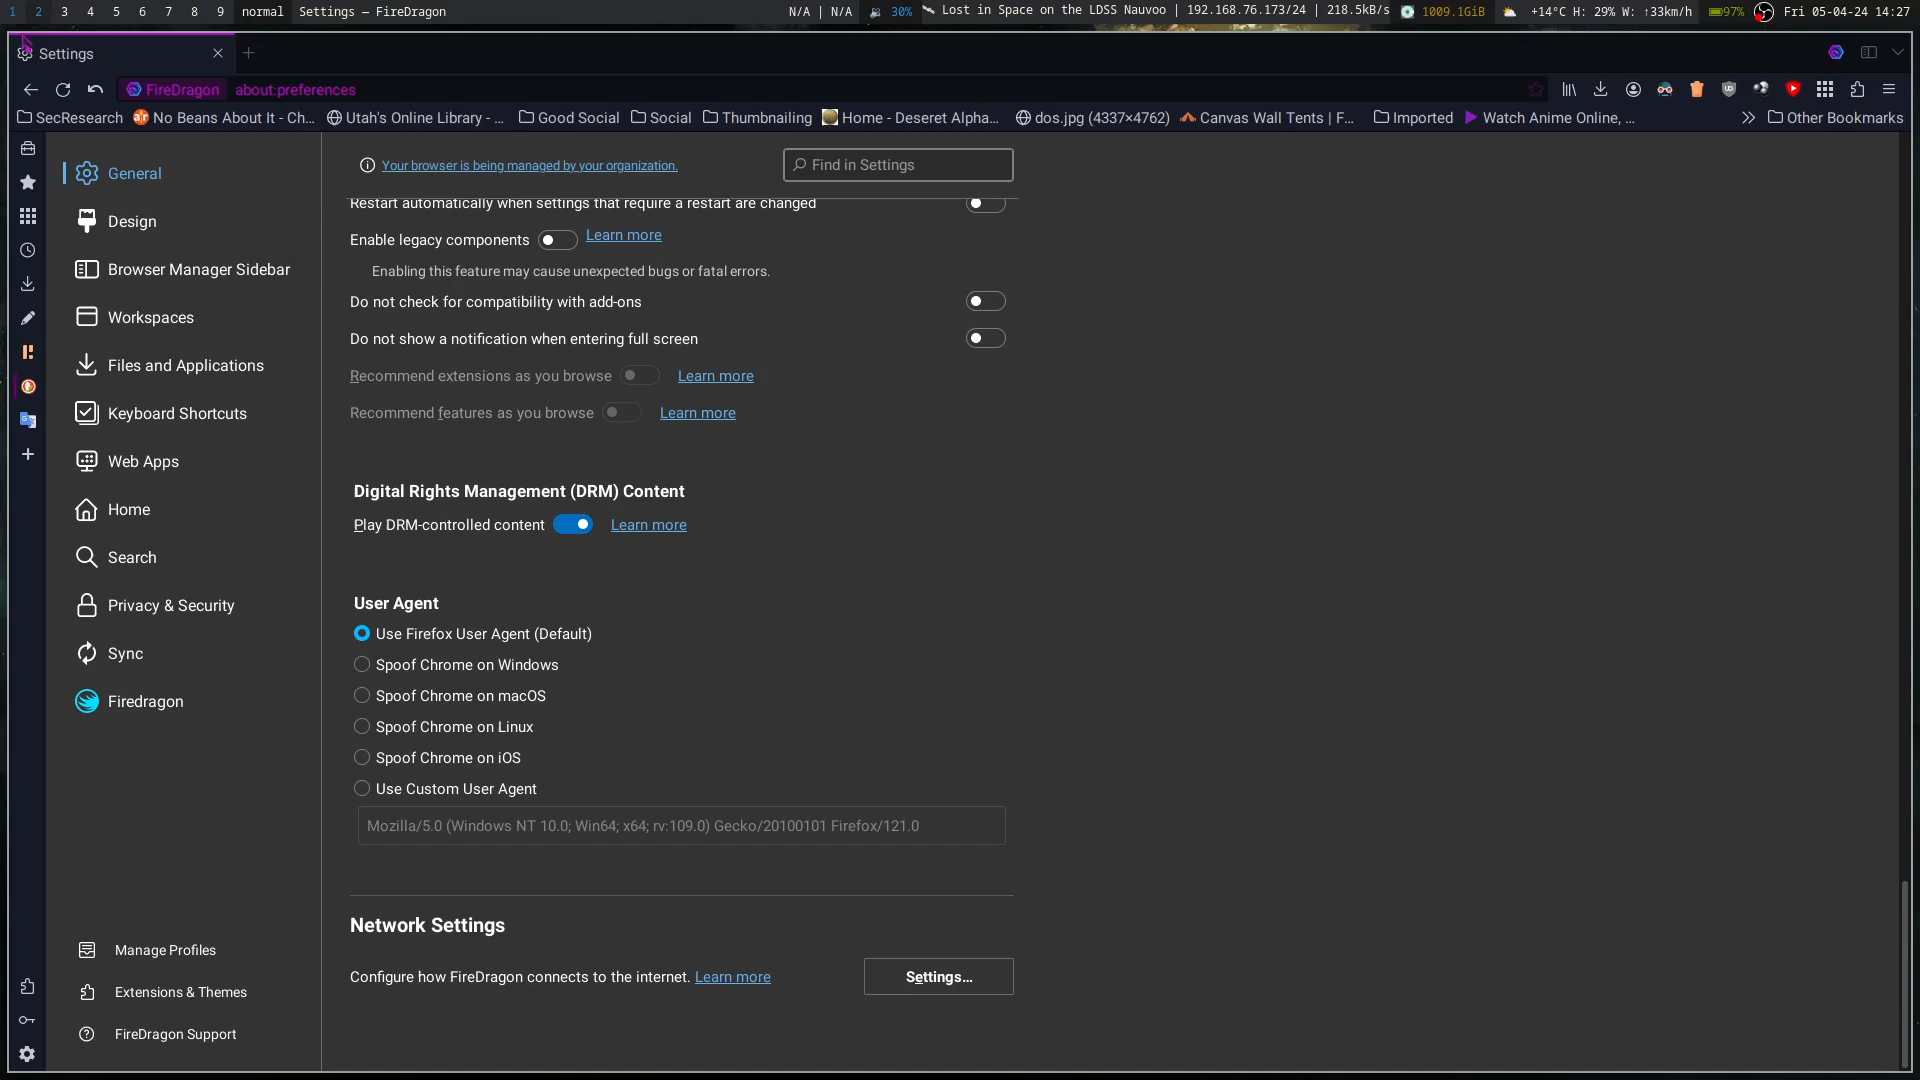 1 2 3 4 5 6 7 8 9 normal Settings — FireDragon N/A | N/A 30% Lost in Space on the LDSS Nauvoo | 192.168.76.173/24 | 218.5kB/s 1009.1GiB +14°C H: 29% W: ↑33km/h 97% Fri 05-04-24 14:27
Settings
FireDragon about:preferences
SecResearch No Beans About It - Ch... Utah's Online Library - ... Good Social Social Thumbnailing Home - Deseret Alpha... dos.jpg (4337×4762) Canvas Wall Tents | F... Imported Watch Anime Online, ... Other Bookmarks
General
Design
Browser Manager Sidebar
Workspaces
Files and Applications
Keyboard Shortcuts
Web Apps
Home
Search
Privacy & Security
Sync
Firedragon
Manage Profiles
Extensions & Themes
FireDragon Support
Your browser is being managed by your organization.
Find in Settings
Restart automatically when settings that require a restart are changed
Enable legacy components Learn more
Enabling this feature may cause unexpected bugs or fatal errors.
Do not check for compatibility with add-ons
Do not show a notification when entering full screen
Recommend extensions as you browse Learn more
Recommend features as you browse Learn more
Digital Rights Management (DRM) Content
Play DRM-controlled content Learn more
User Agent
Use Firefox User Agent (Default)
Spoof Chrome on Windows
Spoof Chrome on macOS
Spoof Chrome on Linux
Spoof Chrome on iOS
Use Custom User Agent
Mozilla/5.0 (Windows NT 10.0; Win64; x64; rv:109.0) Gecko/20100101 Firefox/121.0
Network Settings
Configure how FireDragon connects to the internet. Learn more
Settings...